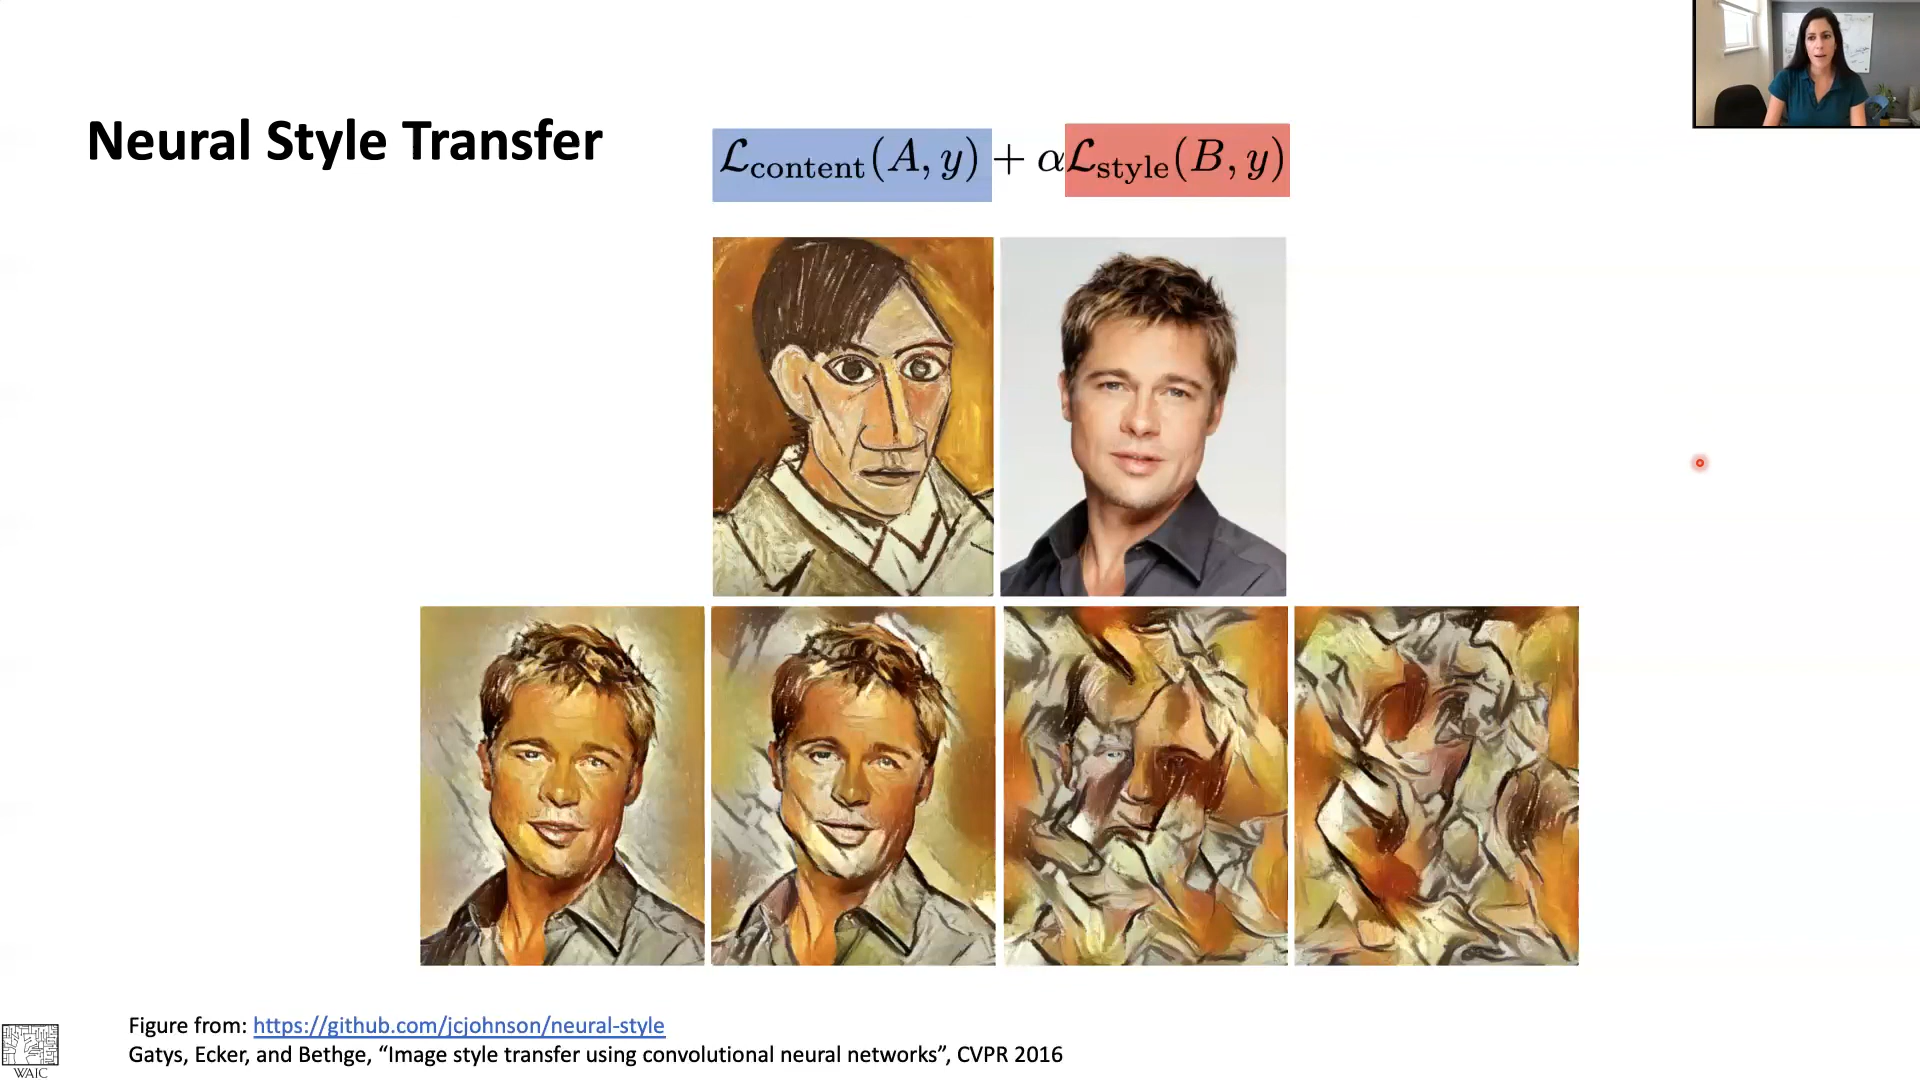 Neural Style Transfer
ℒcontent(A, y) + αℒstyle(B, y)
Figure from: https://github.com/jcjohnson/neural-style
Gatys, Ecker, and Bethge, “Image style transfer using convolutional neural networks”, CVPR 2016
WAIC